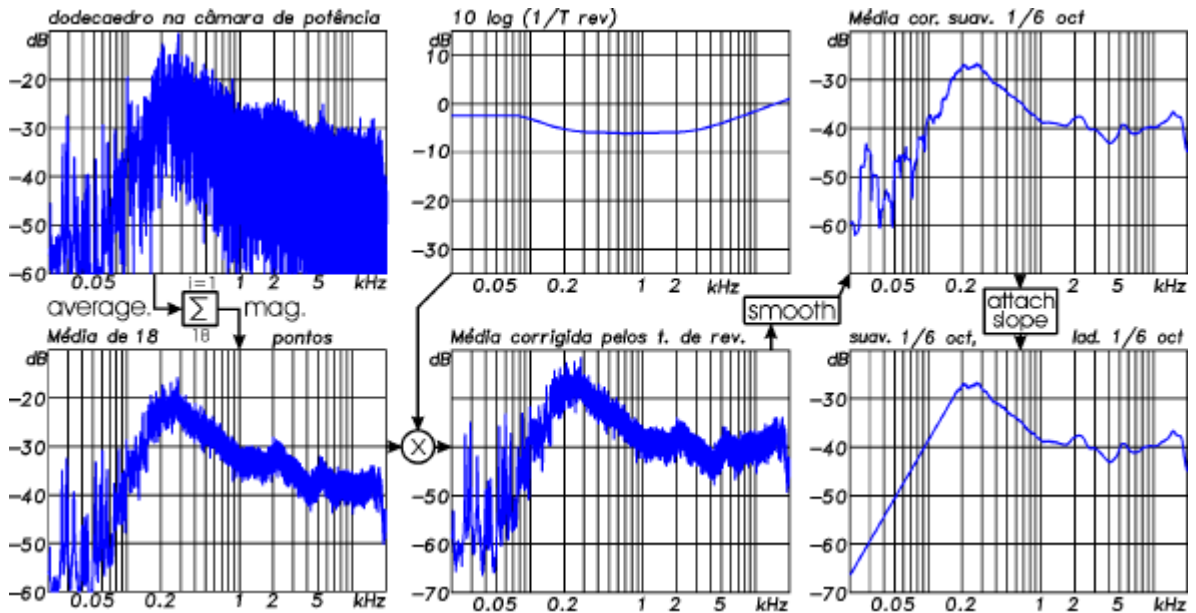 dodecaedro na câmara de potência
dB
−20
−30
−40
−50
−60
0.05 0.2 1 2 5 kHz
10 log (1/T rev)
dB
10
0
−10
−20
−30
0.05 0.2 1 2 5 kHz
Média cor. suav. 1/6 oct
dB
−30
−40
−50
−60
0.05 0.2 1 2 5 kHz
average.
i=1
Σ
18
mag.
smooth
attach
slope
Média de 18 pontos
dB
−20
−30
−40
−50
−60
0.05 0.2 1 2 5 kHz
X
Média corrigida pelos t. de rev.
dB
−30
−40
−50
−60
−70
0.05 0.2 1 2 5 kHz
suav. 1/6 oct, lad. 1/6 oct
dB
−30
−40
−50
−60
−70
0.05 0.2 1 2 5 kHz